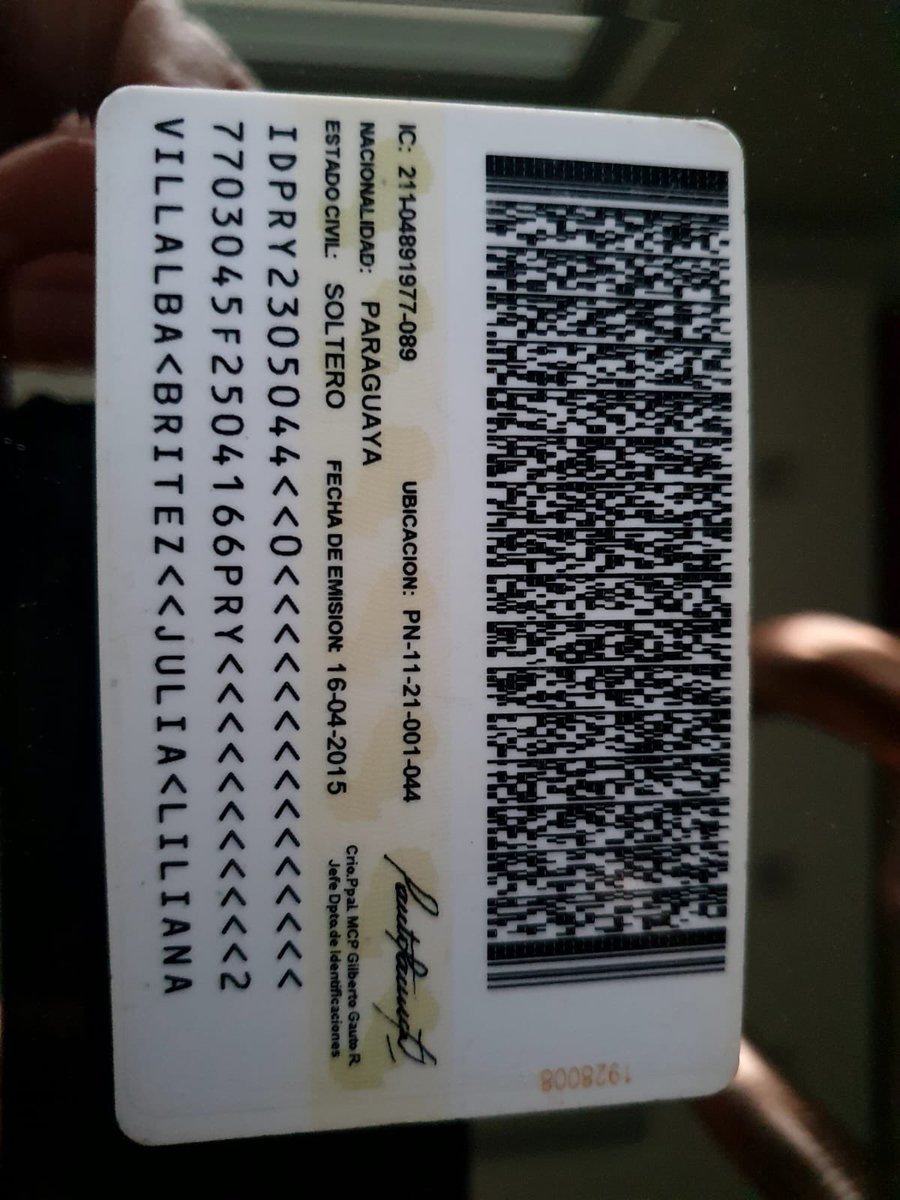 IC: 211-04891977-089
UBICACION: PN-11-21-001-044
NACIONALIDAD: PARAGUAYA
ESTADO CIVIL: SOLTERO
FECHA DE EMISION: 16-04-2015
Crio.Ppal. MCP Gilberto Gauto R
Jefe Dpto.de Identificaciones
IDPRY2305044<<0<<<<<<<<<<<<<<<
7703045F2504166PRY<<<<<<<<<<<2
VILLALBA<BRITEZ<<JULIA<LILIANA
1928008